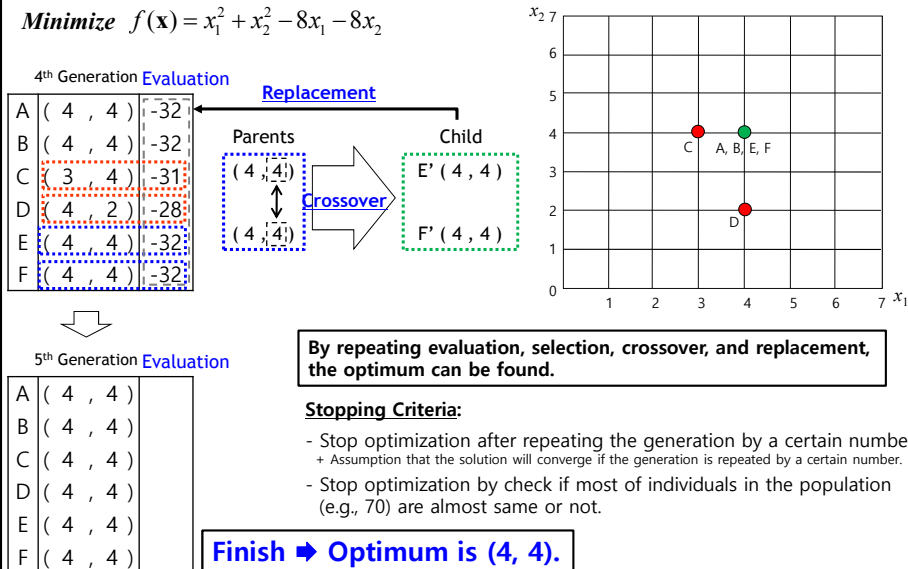 Minimize f(x) = x₁² + x₂² − 8x₁ − 8x₂
4th Generation Evaluation
A ( 4 , 4 ) -32
B ( 4 , 4 ) -32
C ( 3 , 4 ) -31
D ( 4 , 2 ) -28
E ( 4 , 4 ) -32
F ( 4 , 4 ) -32
Replacement
Parents
( 4 , 4 )
( 4 , 4 )
Crossover
Child
E' ( 4 , 4 )
F' ( 4 , 4 )
x₂ 7
6
5
4
3
2
1
0
C
A, B, E, F
D
1 2 3 4 5 6 7 x₁
5th Generation Evaluation
A ( 4 , 4 )
B ( 4 , 4 )
C ( 4 , 4 )
D ( 4 , 4 )
E ( 4 , 4 )
F ( 4 , 4 )
By repeating evaluation, selection, crossover, and replacement,
the optimum can be found.
Stopping Criteria:
- Stop optimization after repeating the generation by a certain numbe
+ Assumption that the solution will converge if the generation is repeated by a certain number.
- Stop optimization by check if most of individuals in the population
(e.g., 70) are almost same or not.
Finish ➡ Optimum is (4, 4).